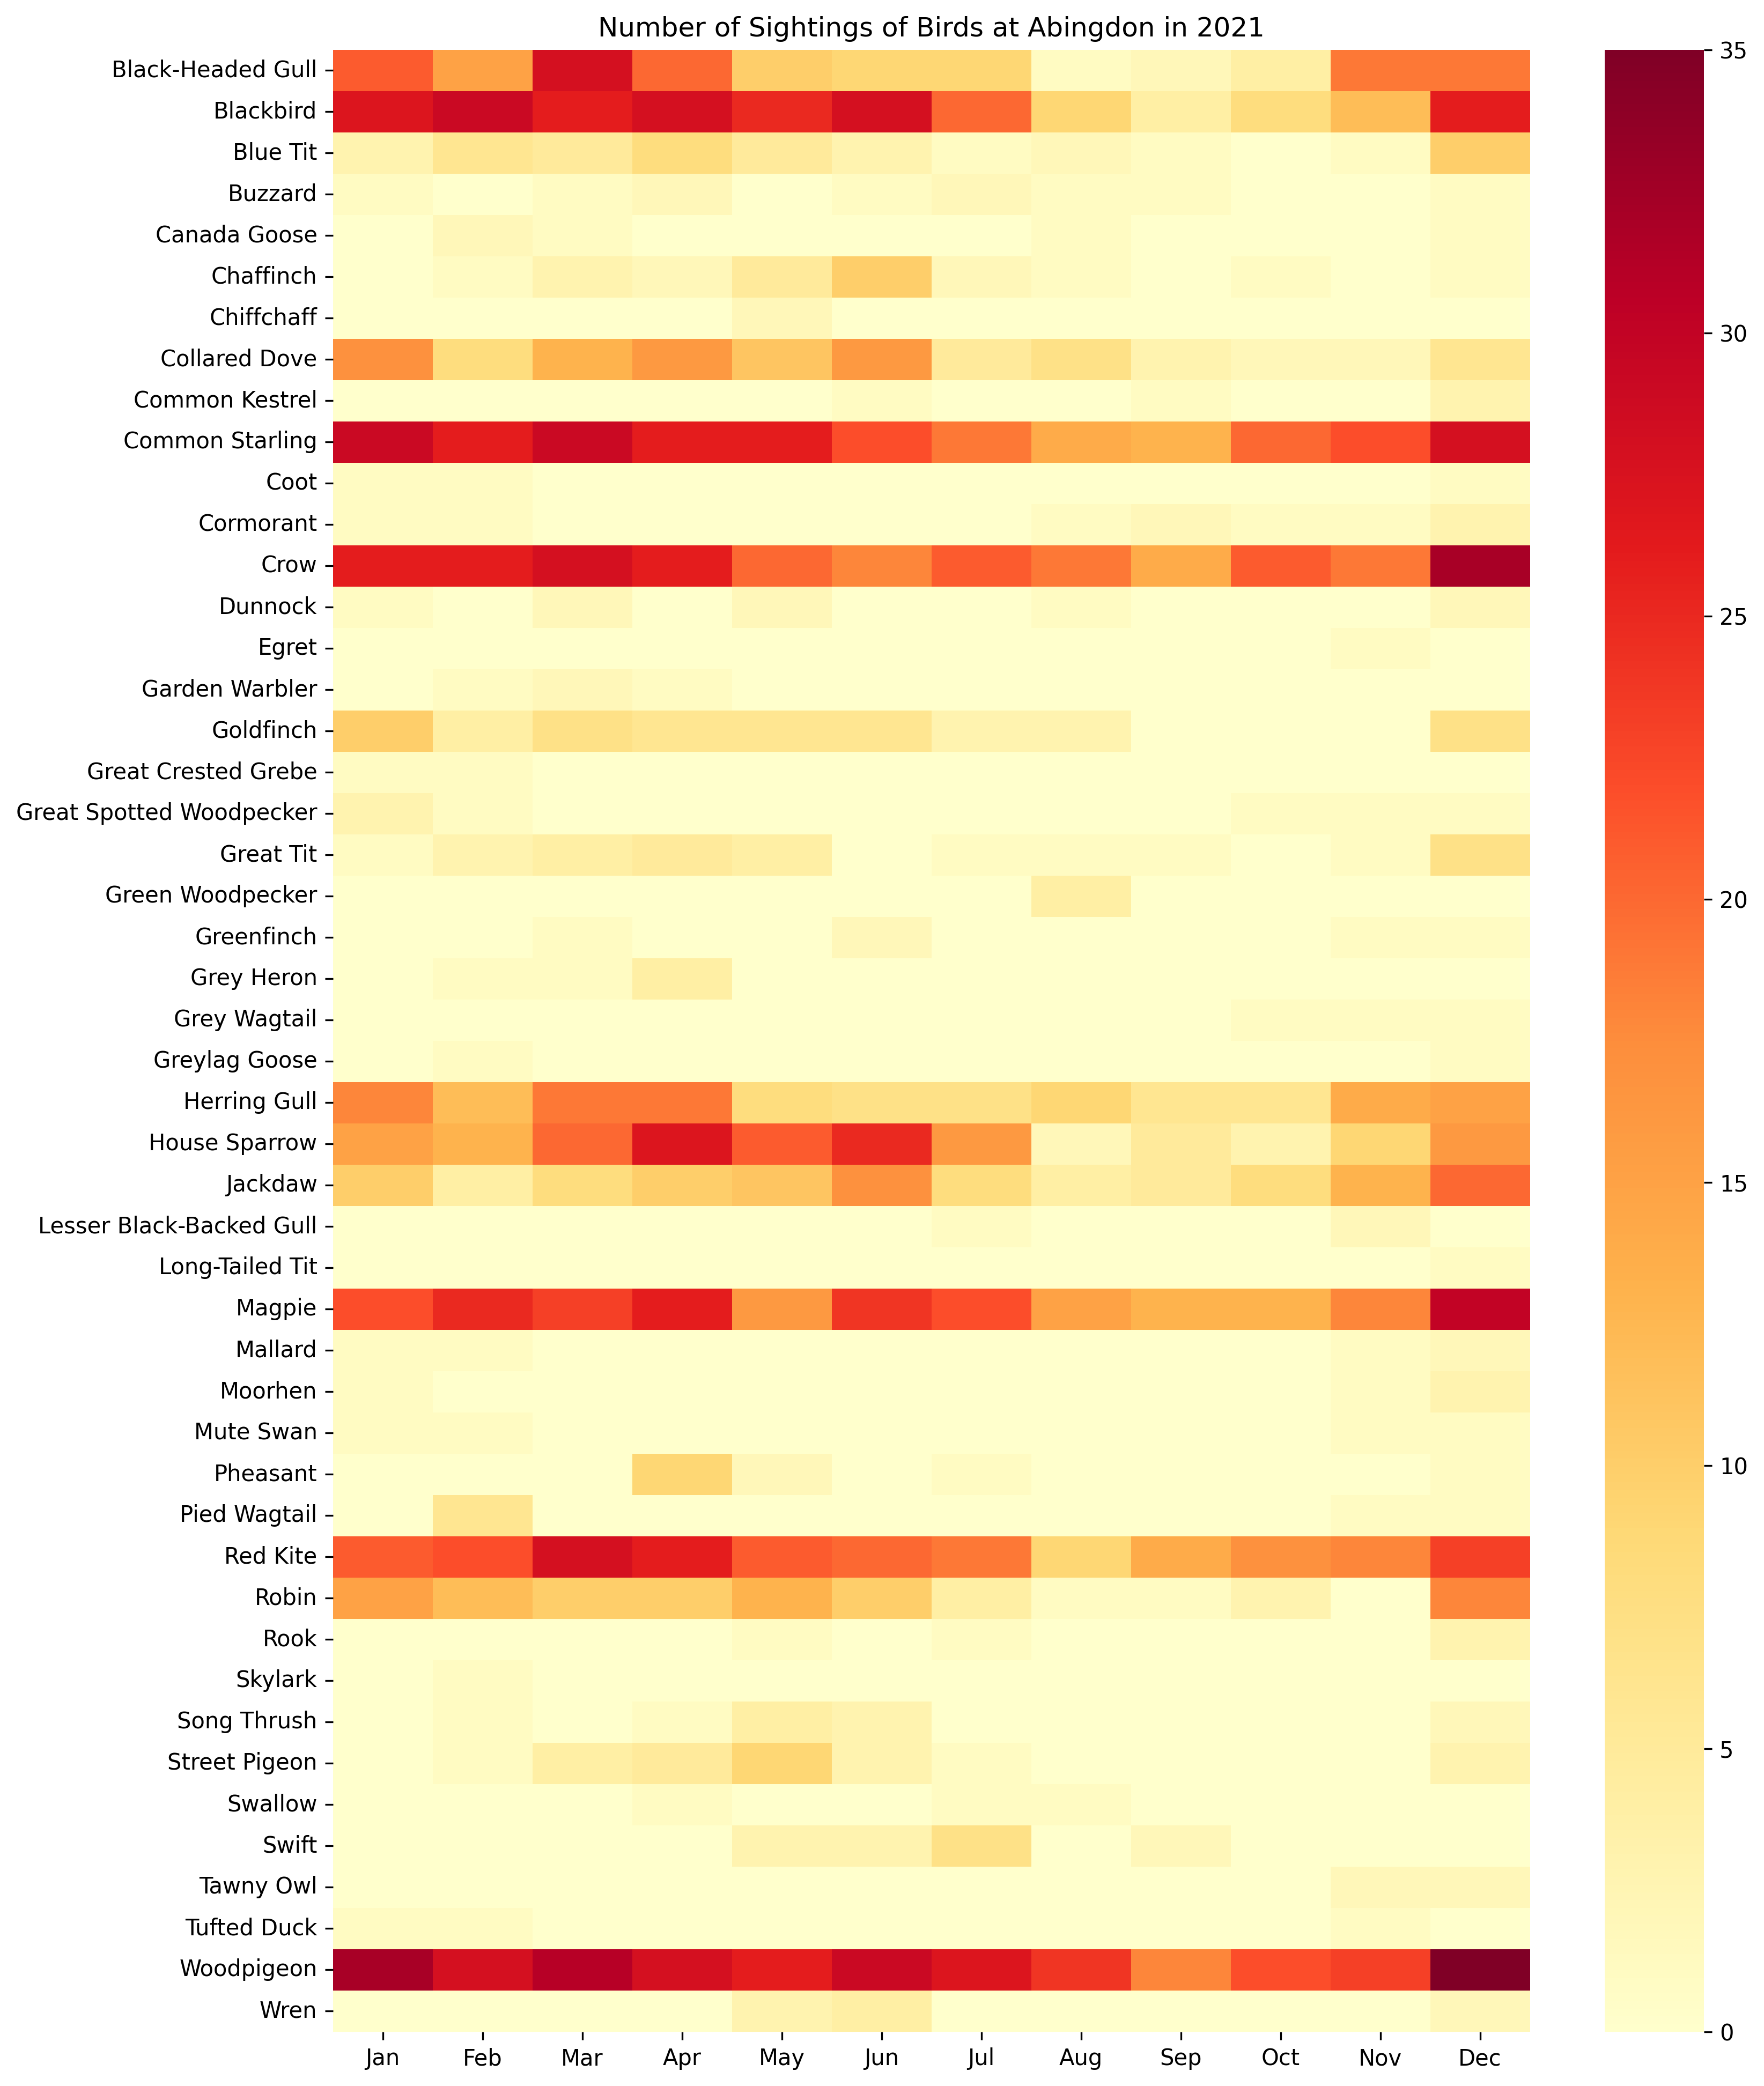 Number of Sightings of Birds at Abingdon in 2021
Black-Headed Gull
Blackbird
Blue Tit
Buzzard
Canada Goose
Chaffinch
Chiffchaff
Collared Dove
Common Kestrel
Common Starling
Coot
Cormorant
Crow
Dunnock
Egret
Garden Warbler
Goldfinch
Great Crested Grebe
Great Spotted Woodpecker
Great Tit
Green Woodpecker
Greenfinch
Grey Heron
Grey Wagtail
Greylag Goose
Herring Gull
House Sparrow
Jackdaw
Lesser Black-Backed Gull
Long-Tailed Tit
Magpie
Mallard
Moorhen
Mute Swan
Pheasant
Pied Wagtail
Red Kite
Robin
Rook
Skylark
Song Thrush
Street Pigeon
Swallow
Swift
Tawny Owl
Tufted Duck
Woodpigeon
Wren
Jan Feb Mar Apr May Jun Jul Aug Sep Oct Nov Dec
35
30
25
20
15
10
5
0